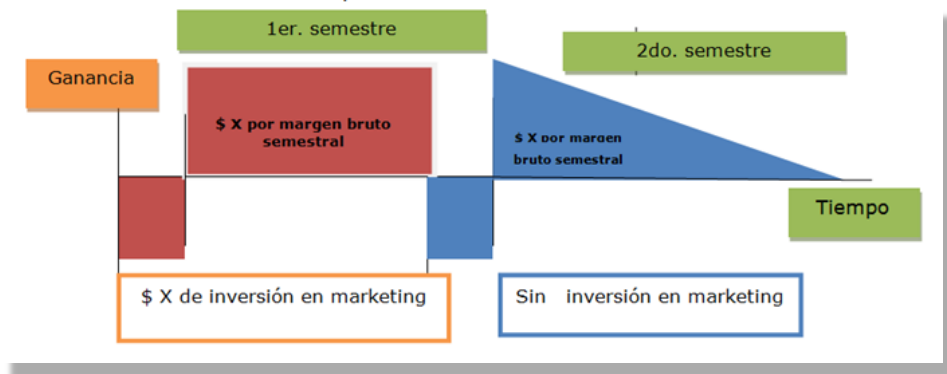 1er. semestre
2do. semestre
Ganancia
$ X por margen bruto
semestral
$ X por margen
bruto semestral
Tiempo
$ X de inversión en marketing
Sin inversión en marketing